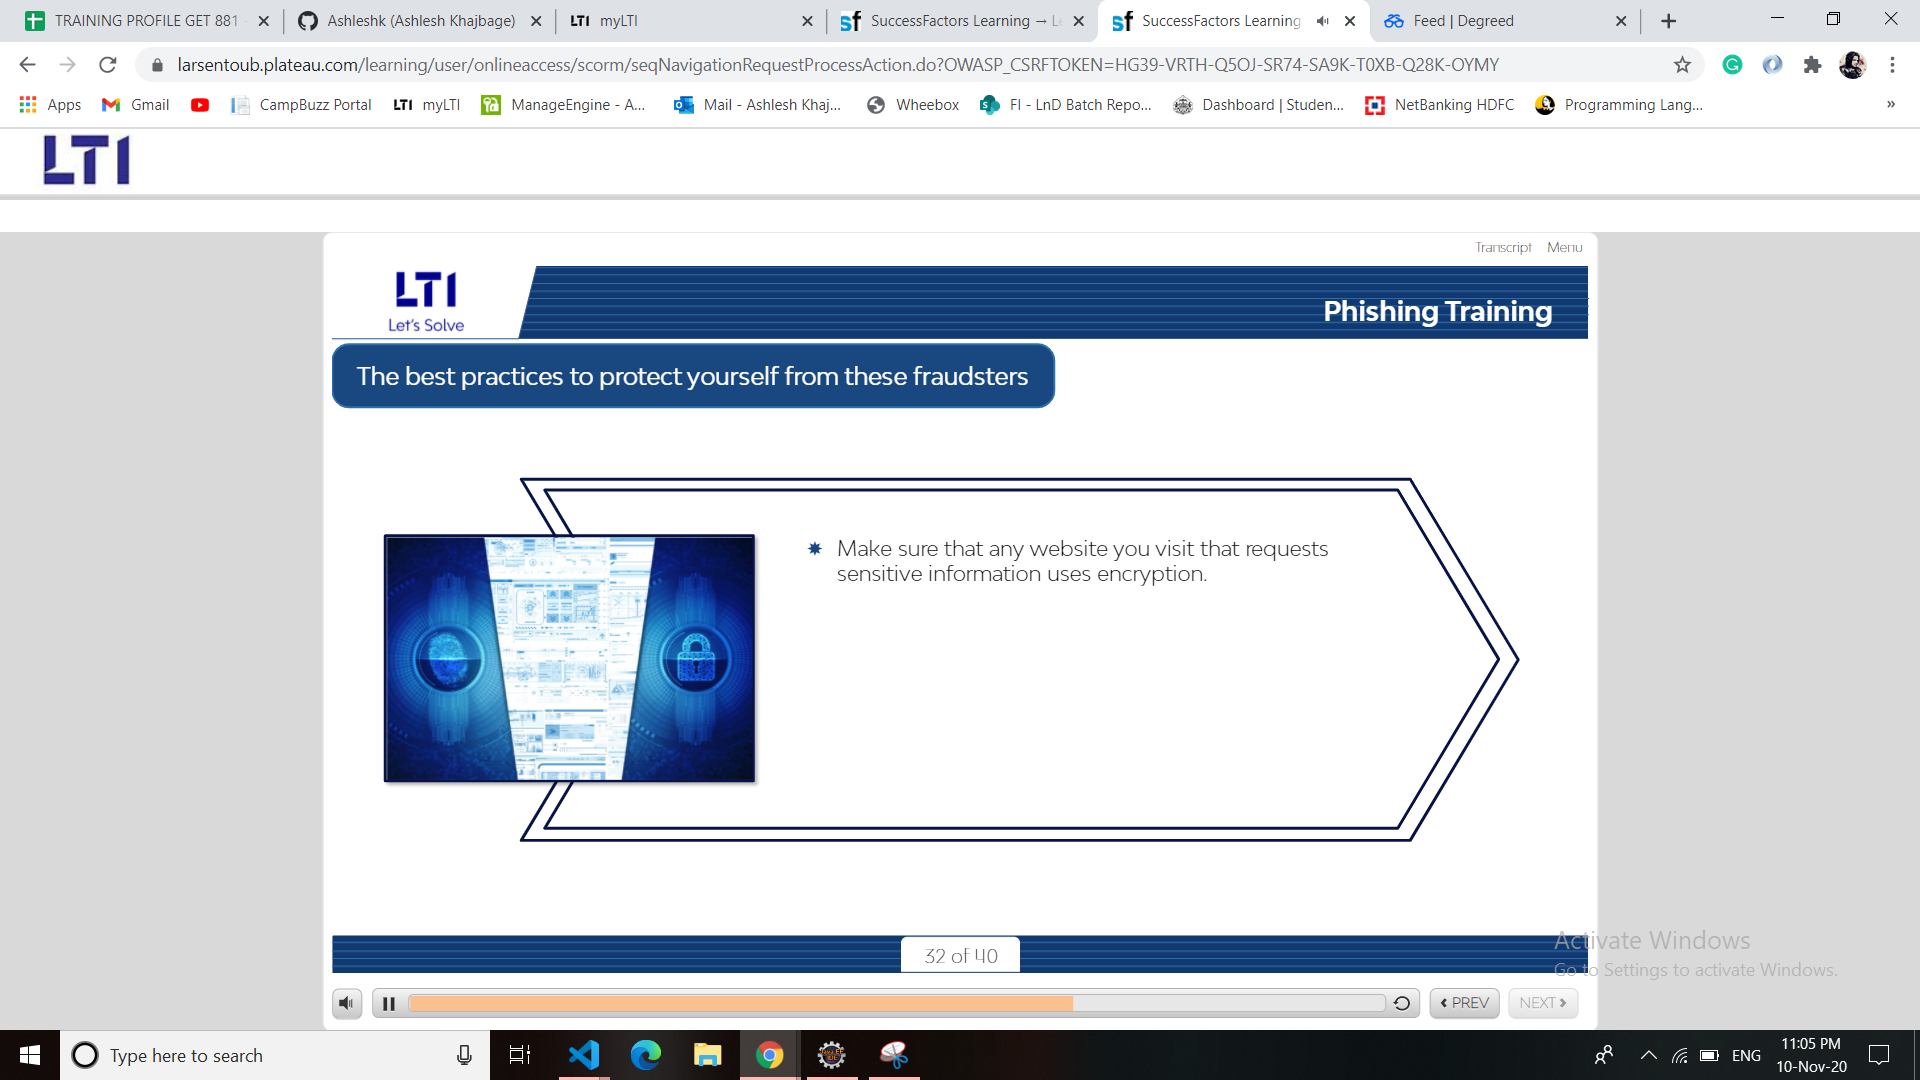 TRAINING PROFILE GET 881
Ashleshk (Ashlesh Khajbage)
LTI myLTI
SuccessFactors Learning → L
SuccessFactors Learning
Feed | Degreed
larsentoub.plateau.com/learning/user/onlineaccess/scorm/seqNavigationRequestProcessAction.do?OWASP_CSRFTOKEN=HG39-VRTH-Q5OJ-SR74-SA9K-T0XB-Q28K-OYMY
Apps
Gmail
CampBuzz Portal
LTI myLTI
ManageEngine - A...
Mail - Ashlesh Khaj...
Wheebox
FI - LnD Batch Repo...
Dashboard | Studen...
NetBanking HDFC
Programming Lang...
»
LTI
Transcript Menu
LTI
Let's Solve
Phishing Training
The best practices to protect yourself from these fraudsters
Make sure that any website you visit that requests
sensitive information uses encryption.
32 of 40
Activate Windows
Go to Settings to activate Windows.
PREV
NEXT
Type here to search
ENG
11:05 PM
10-Nov-20